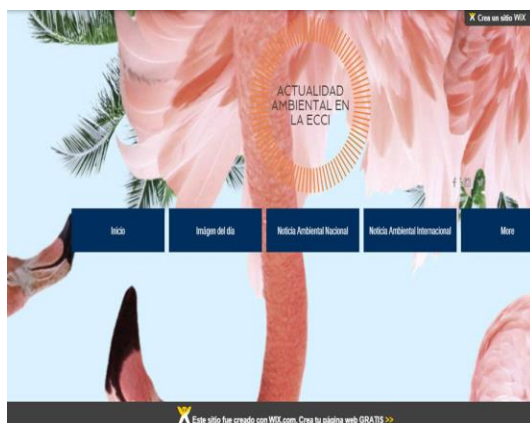 Crea un sitio WiX
ACTUALIDAD
AMBIENTAL EN
LA ECCI
Inicio
Imágen del día
Noticia Ambiental Nacional
Noticia Ambiental Internacional
More
Este sitio fue creado con WIX.com. Crea tu página web GRATIS >>